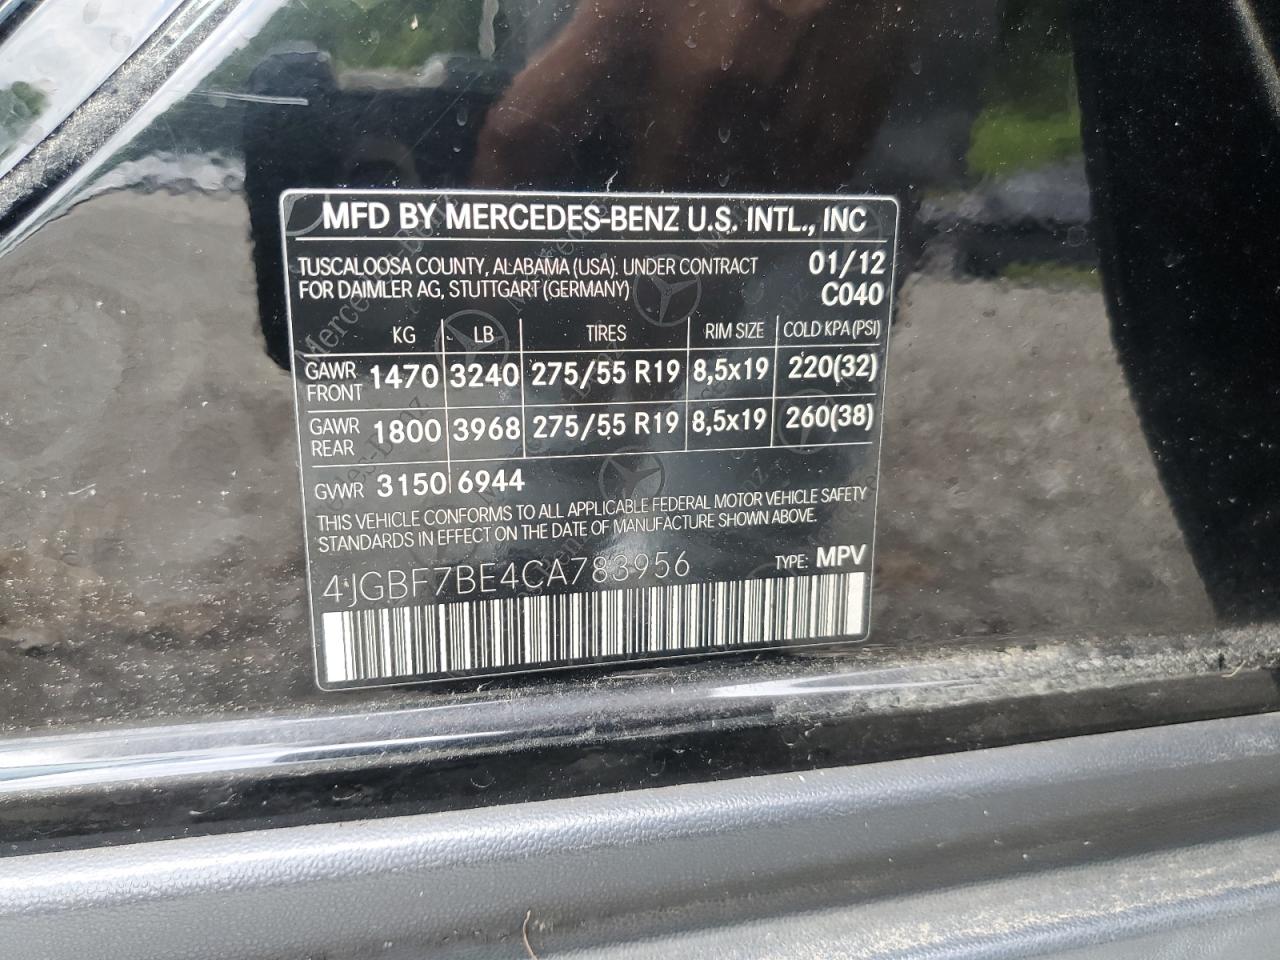 MFD BY MERCEDES-BENZ U.S. INTL., INC
TUSCALOOSA COUNTY, ALABAMA (USA). UNDER CONTRACT 01/12
FOR DAIMLER AG, STUTTGART (GERMANY) C040
KG LB TIRES RIM SIZE COLD KPA (PSI)
GAWR FRONT 1470 3240 275/55 R19 8,5x19 220(32)
GAWR REAR 1800 3968 275/55 R19 8,5x19 260(38)
GVWR 3150 6944
THIS VEHICLE CONFORMS TO ALL APPLICABLE FEDERAL MOTOR VEHICLE SAFETY
STANDARDS IN EFFECT ON THE DATE OF MANUFACTURE SHOWN ABOVE.
4JGBF7BE4CA783956 TYPE: MPV